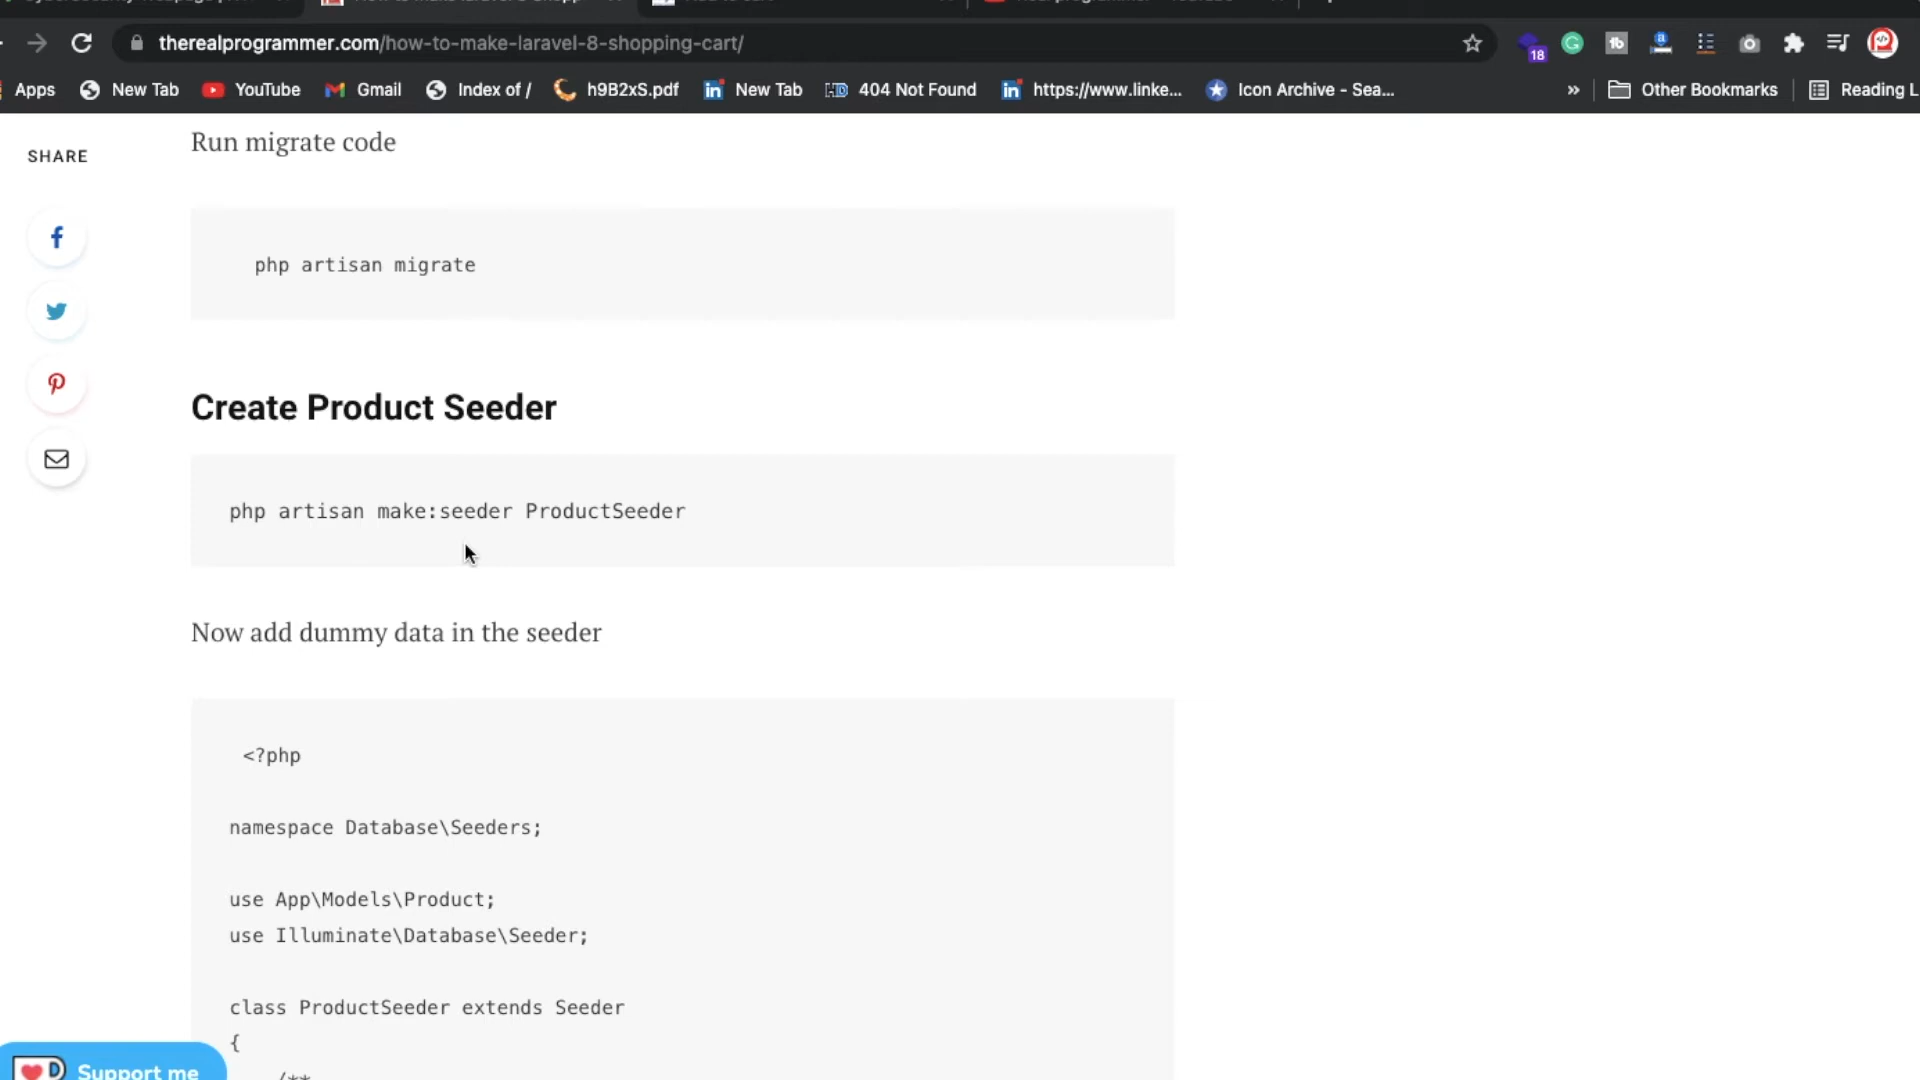 therealprogrammer.com/how-to-make-laravel-8-shopping-cart/
18
tb
a
Apps
New Tab
YouTube
Gmail
Index of /
h9B2xS.pdf
New Tab
404 Not Found
https://www.linke...
Icon Archive - Sea...
»
Other Bookmarks
Reading L
SHARE
Run migrate code
php artisan migrate
Create Product Seeder
php artisan make:seeder ProductSeeder
Now add dummy data in the seeder
<?php
namespace Database\Seeders;
use App\Models\Product;
use Illuminate\Database\Seeder;
class ProductSeeder extends Seeder
{
/**
Support me